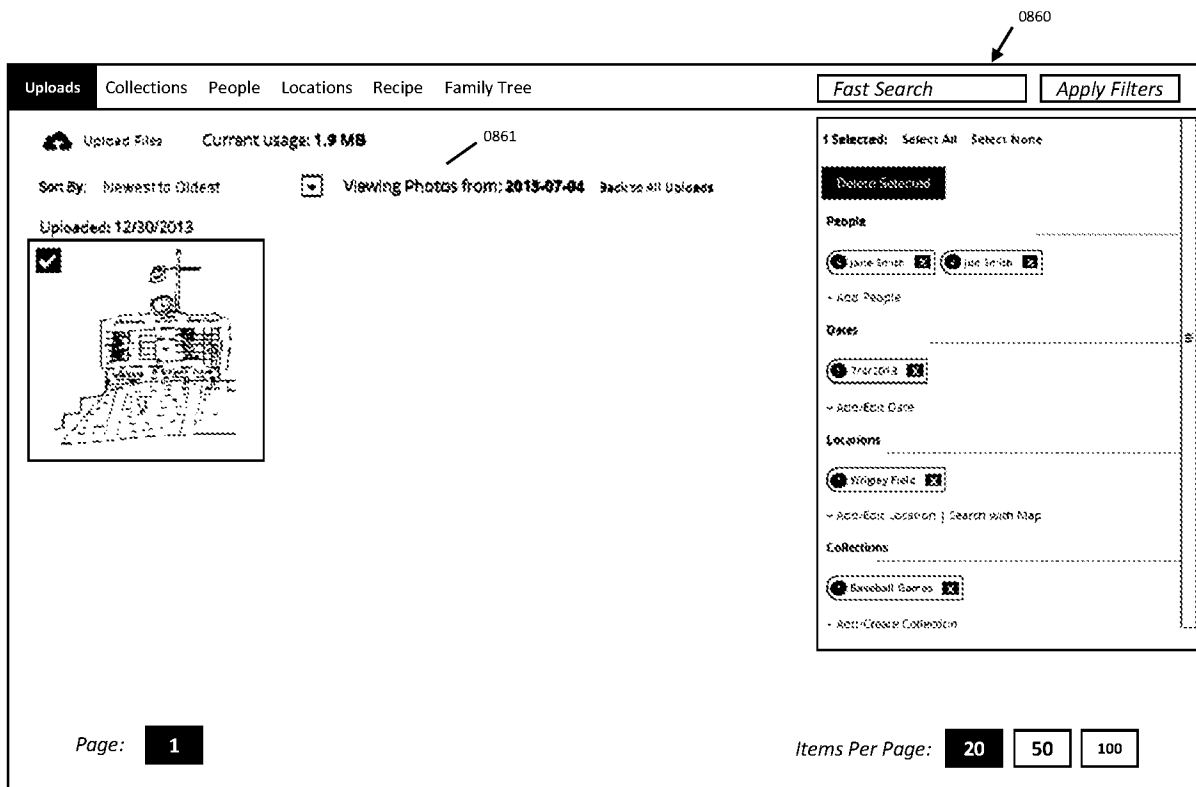 0860
Uploads Collections People Locations Recipe Family Tree Fast Search Apply Filters
Upload Files Current Usage: 1.9 MB 0861
Sort By: Newest to Oldest Viewing Photos from: 2013-07-04 Back to All Uploads
Uploaded: 12/30/2013
1 Selected: Select All Select None
Delete Selected
People
Jane Smith Jon Smith
+ Add People
Dates
7/4/2013
+ Add/Edit Date
Locations
Wrigley Field
+ Add/Edit Location | Search with Map
Collections
Baseball Games
+ Add/Create Collection
Page: 1
Items Per Page: 20 50 100